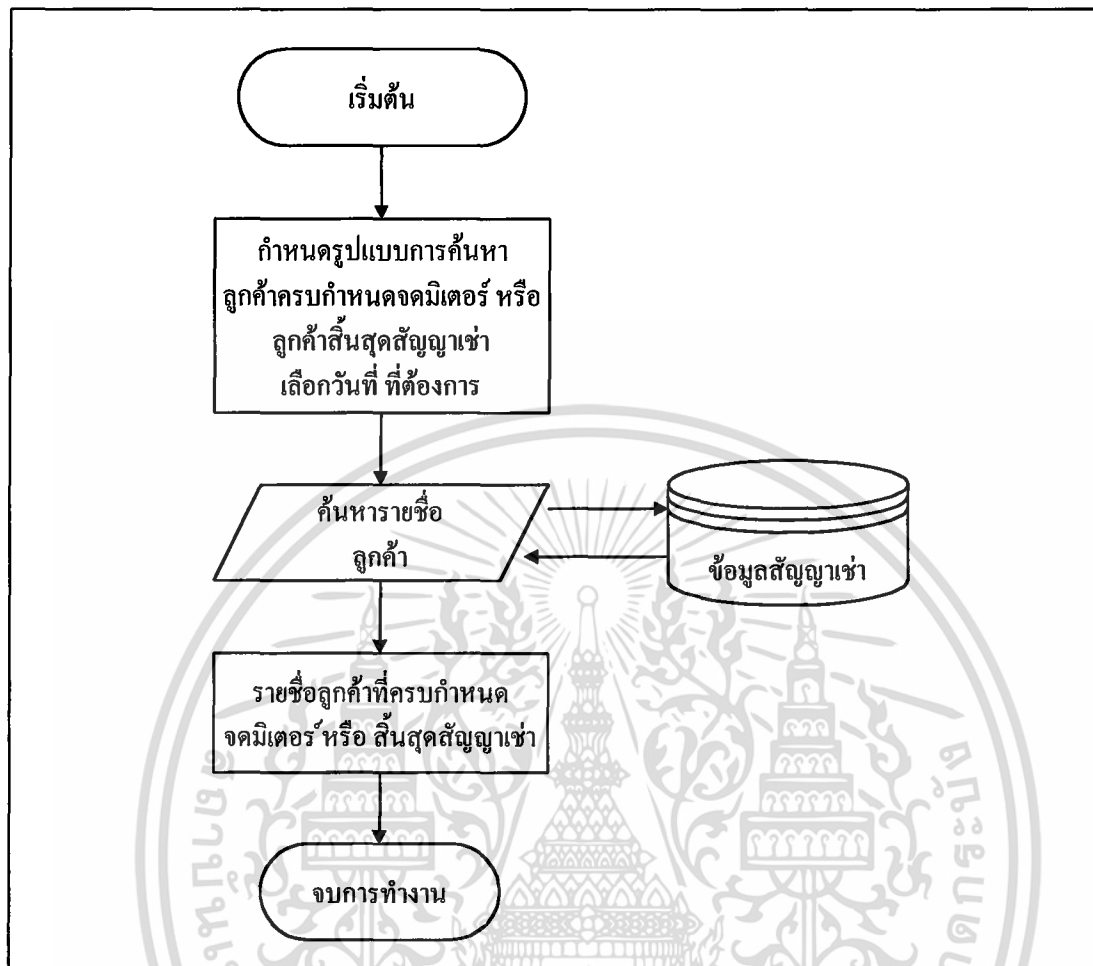 เริ่มต้น
กำหนดรูปแบบการค้นหา
ลูกค้าครบกำหนดจดมิเตอร์ หรือ
ลูกค้าสิ้นสุดสัญญาเช่า
เลือกวันที่ ที่ต้องการ
ค้นหารายชื่อ
ลูกค้า
ข้อมูลสัญญาเช่า
รายชื่อลูกค้าที่ครบกำหนด
จดมิเตอร์ หรือ สิ้นสุดสัญญาเช่า
จบการทำงาน